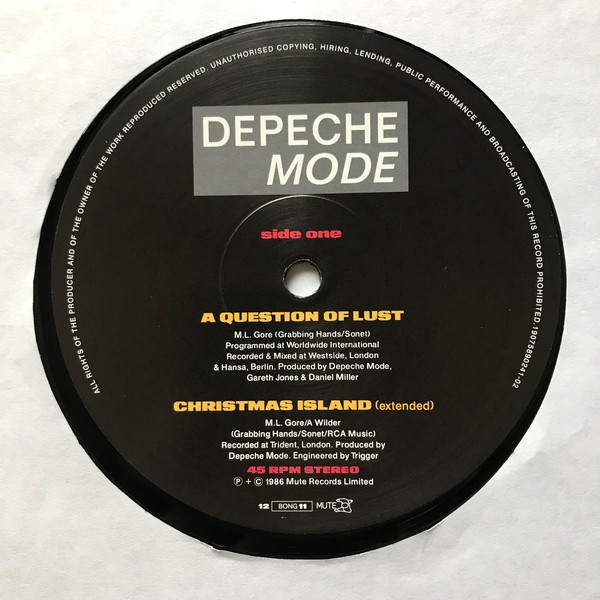 ALL RIGHTS OF THE PRODUCER AND OF THE OWNER OF THE WORK REPRODUCED RESERVED. UNAUTHORISED COPYING, HIRING, LENDING, PUBLIC PERFORMANCE AND BROADCASTING OF THIS RECORD PROHIBITED. 19075890241-02
DEPECHE
MODE
side one
A QUESTION OF LUST
M.L. Gore (Grabbing Hands/Sonet)
Programmed at Worldwide International
Recorded & Mixed at Westside, London
& Hansa, Berlin. Produced by Depeche Mode,
Gareth Jones & Daniel Miller
CHRISTMAS ISLAND (extended)
M.L. Gore/A Wilder
(Grabbing Hands/Sonet/RCA Music)
Recorded at Trident, London. Produced by
Depeche Mode. Engineered by Trigger
45 RPM STEREO
℗ + © 1986 Mute Records Limited
12 BONG 11 MUTE